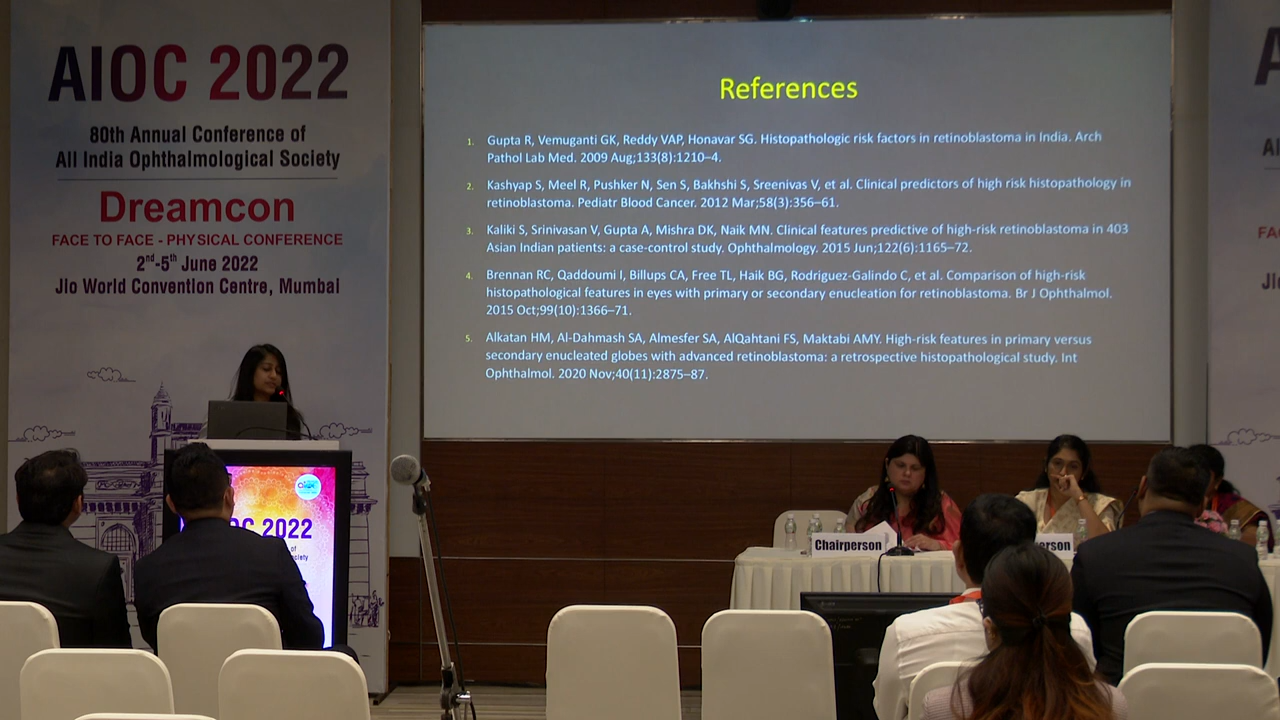 AIOC 2022
80th Annual Conference of
All India Ophthalmological Society
Dreamcon
FACE TO FACE - PHYSICAL CONFERENCE
2nd-5th June 2022
Jio World Convention Centre, Mumbai
References
1. Gupta R, Vemuganti GK, Reddy VAP, Honavar SG. Histopathologic risk factors in retinoblastoma in India. Arch
Pathol Lab Med. 2009 Aug;133(8):1210–4.
2. Kashyap S, Meel R, Pushker N, Sen S, Bakhshi S, Sreenivas V, et al. Clinical predictors of high risk histopathology in
retinoblastoma. Pediatr Blood Cancer. 2012 Mar;58(3):356–61.
3. Kaliki S, Srinivasan V, Gupta A, Mishra DK, Naik MN. Clinical features predictive of high-risk retinoblastoma in 403
Asian Indian patients: a case-control study. Ophthalmology. 2015 Jun;122(6):1165–72.
4. Brennan RC, Qaddoumi I, Billups CA, Free TL, Haik BG, Rodriguez-Galindo C, et al. Comparison of high-risk
histopathological features in eyes with primary or secondary enucleation for retinoblastoma. Br J Ophthalmol.
2015 Oct;99(10):1366–71.
5. Alkatan HM, Al-Dahmash SA, Almesfer SA, AlQahtani FS, Maktabi AMY. High-risk features in primary versus
secondary enucleated globes with advanced retinoblastoma: a retrospective histopathological study. Int
Ophthalmol. 2020 Nov;40(11):2875–87.
OC 2022
Chairperson
rson